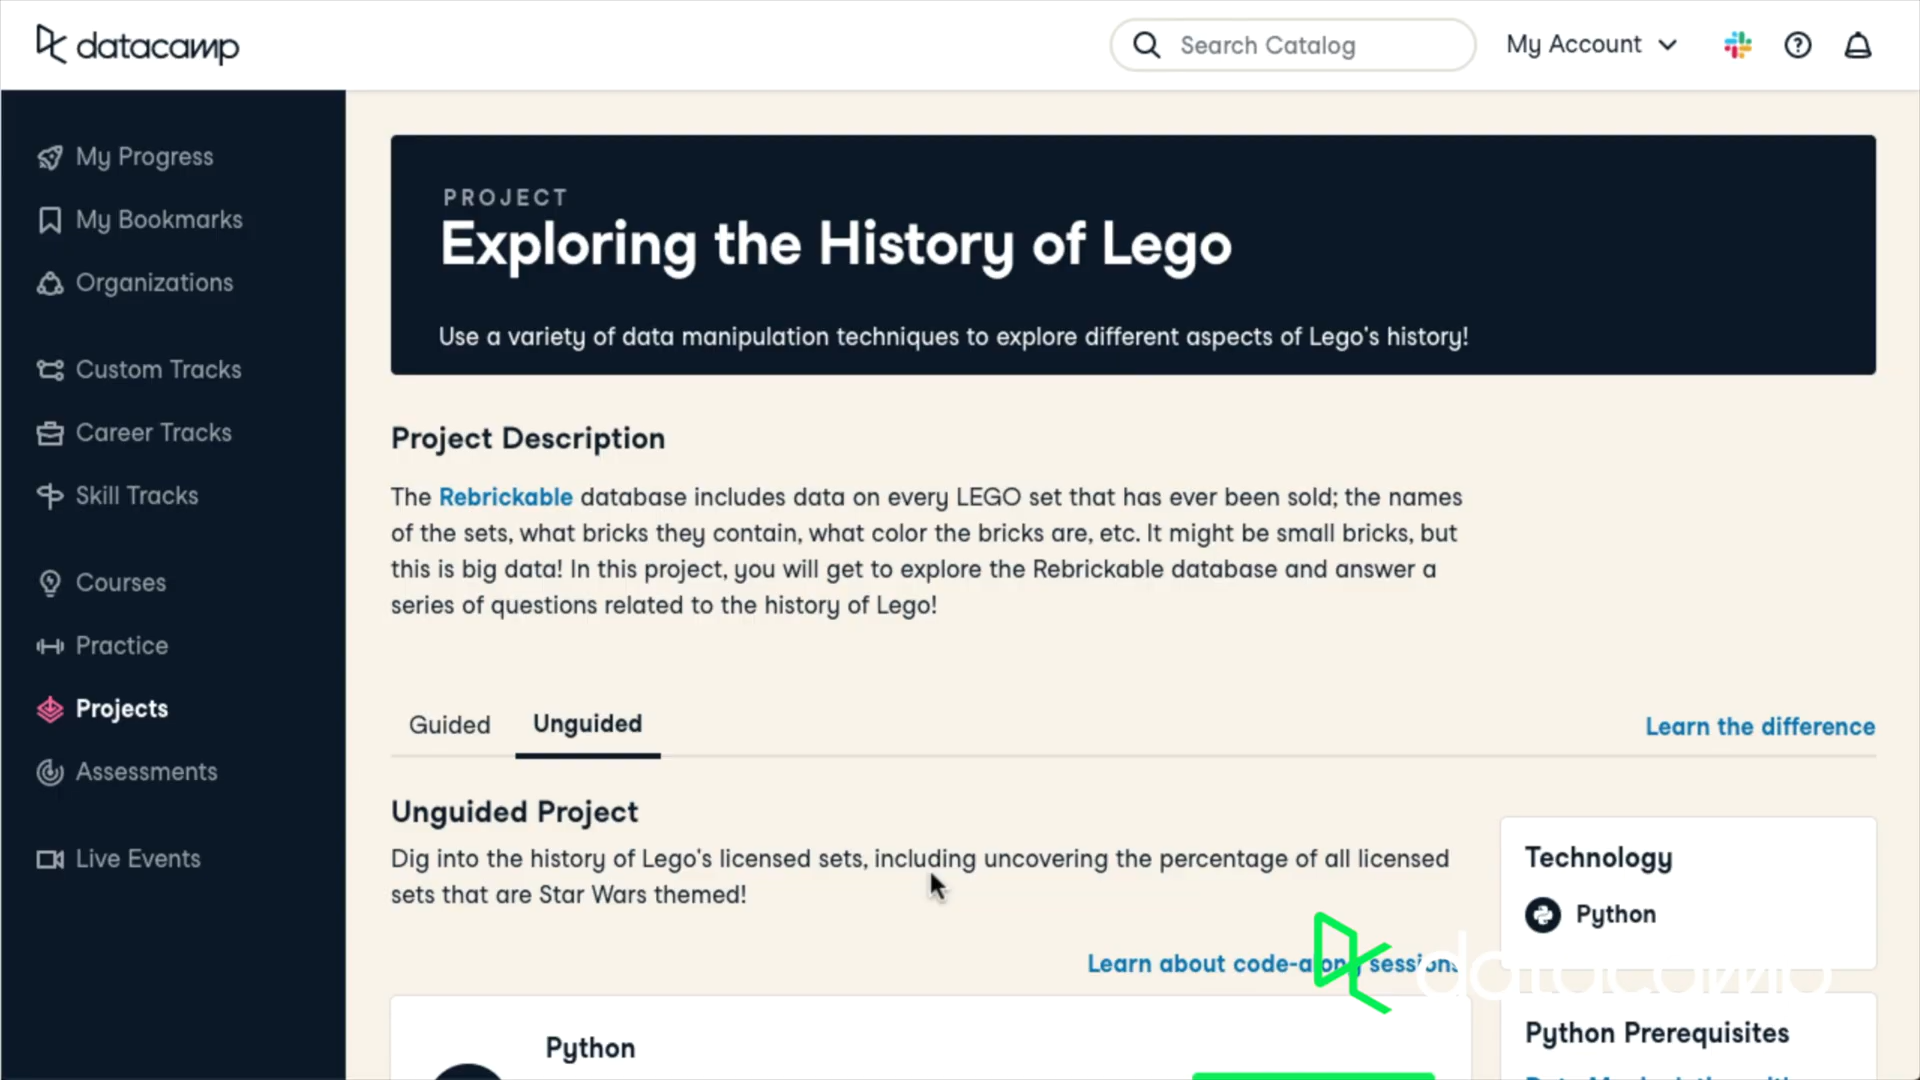 datacamp
Search Catalog
My Account
My Progress
My Bookmarks
Organizations
Custom Tracks
Career Tracks
Skill Tracks
Courses
Practice
Projects
Assessments
Live Events
PROJECT
Exploring the History of Lego
Use a variety of data manipulation techniques to explore different aspects of Lego's history!
Project Description
The Rebrickable database includes data on every LEGO set that has ever been sold; the names
of the sets, what bricks they contain, what color the bricks are, etc. It might be small bricks, but
this is big data! In this project, you will get to explore the Rebrickable database and answer a
series of questions related to the history of Lego!
Guided
Unguided
Learn the difference
Unguided Project
Dig into the history of Lego's licensed sets, including uncovering the percentage of all licensed
sets that are Star Wars themed!
Learn about code-along sessions
Python
Technology
Python
datacamp
Python Prerequisites